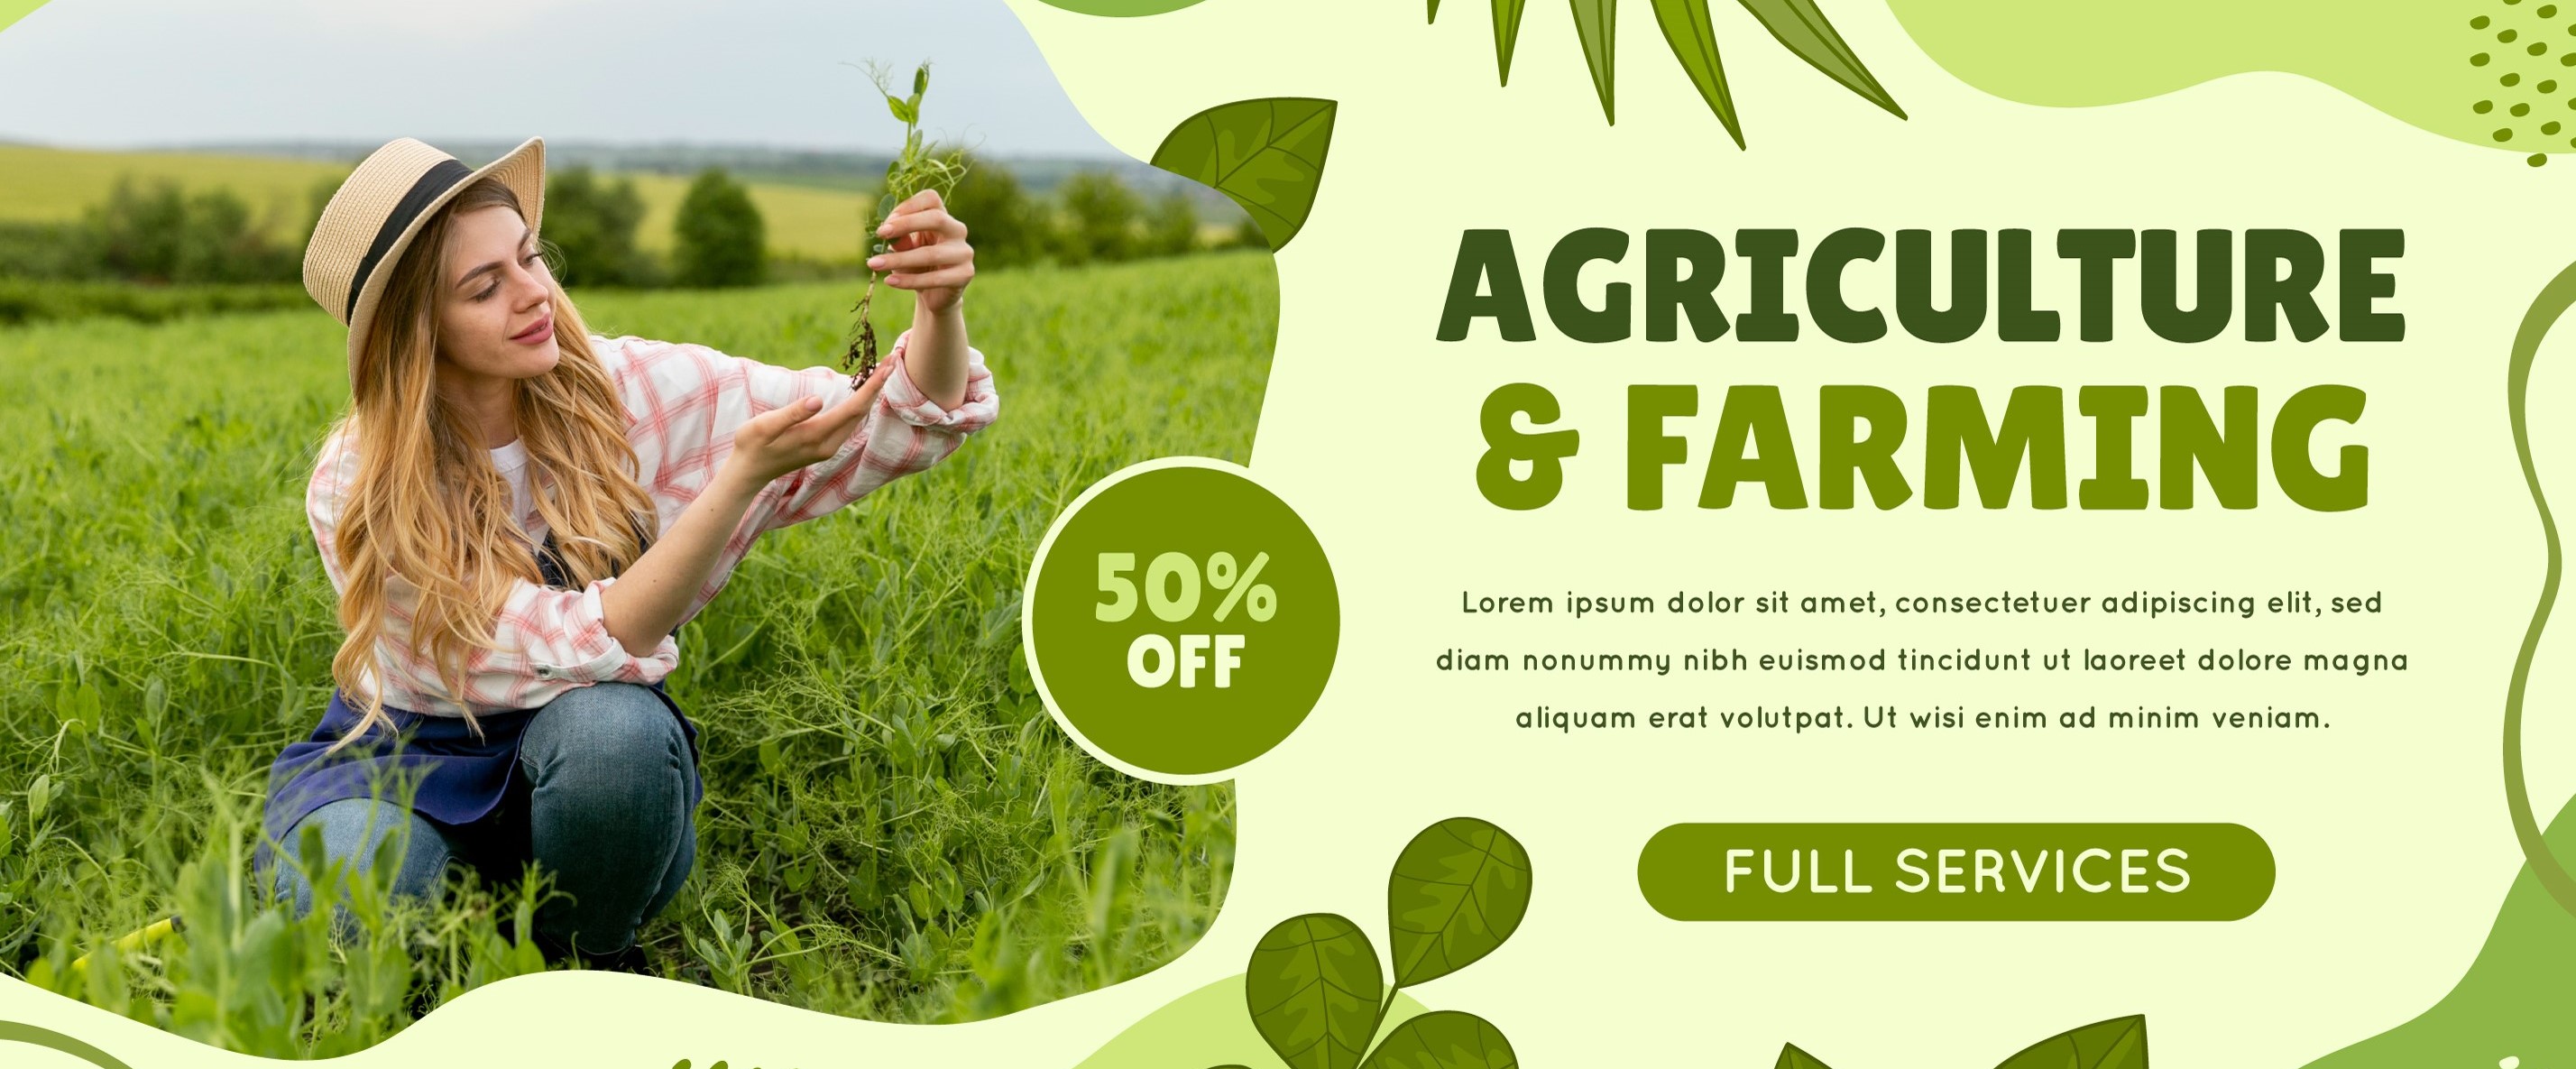 AGRICULTURE
& FARMING
50%
OFF
Lorem ipsum dolor sit amet, consectetuer adipiscing elit, sed
diam nonummy nibh euismod tincidunt ut laoreet dolore magna
aliquam erat volutpat. Ut wisi enim ad minim veniam.
FULL SERVICES